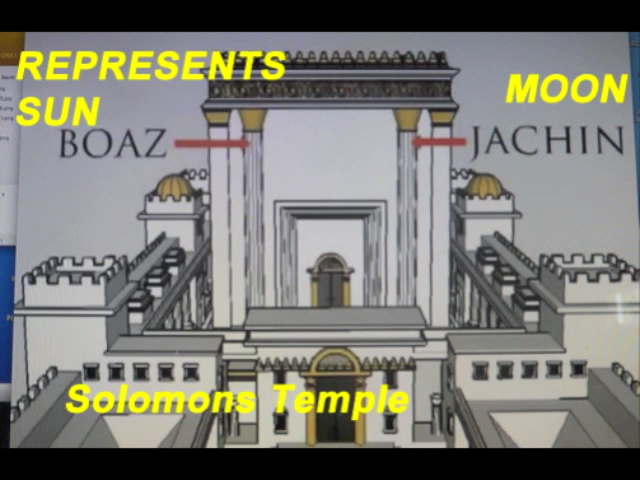 REPRESENTS
SUN
MOON
BOAZ
JACHIN
Solomons Temple